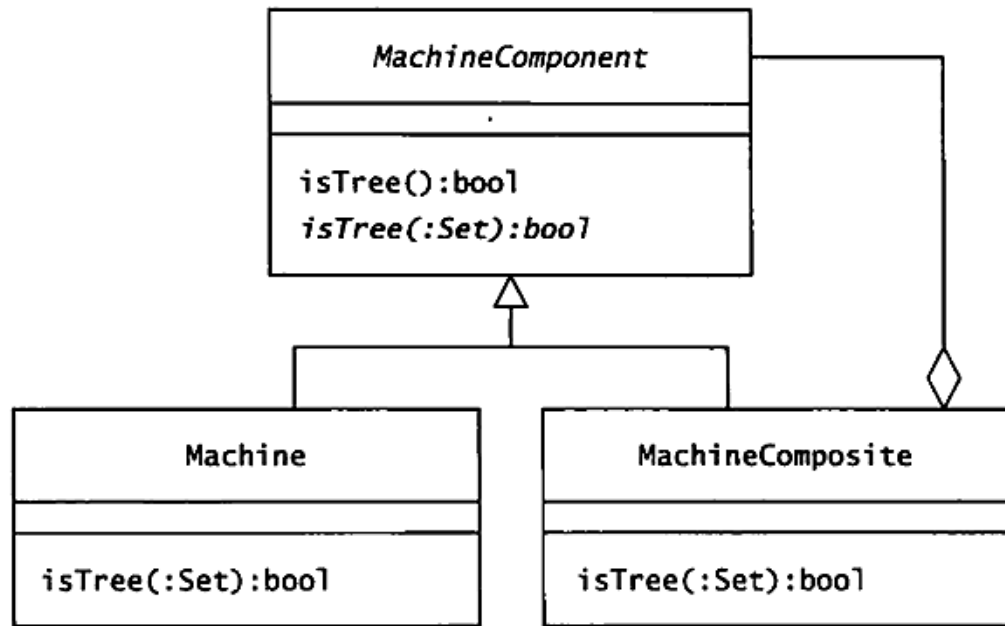 MachineComponent
isTree():bool
isTree(:Set):bool
Machine
isTree(:Set):bool
MachineComposite
isTree(:Set):bool